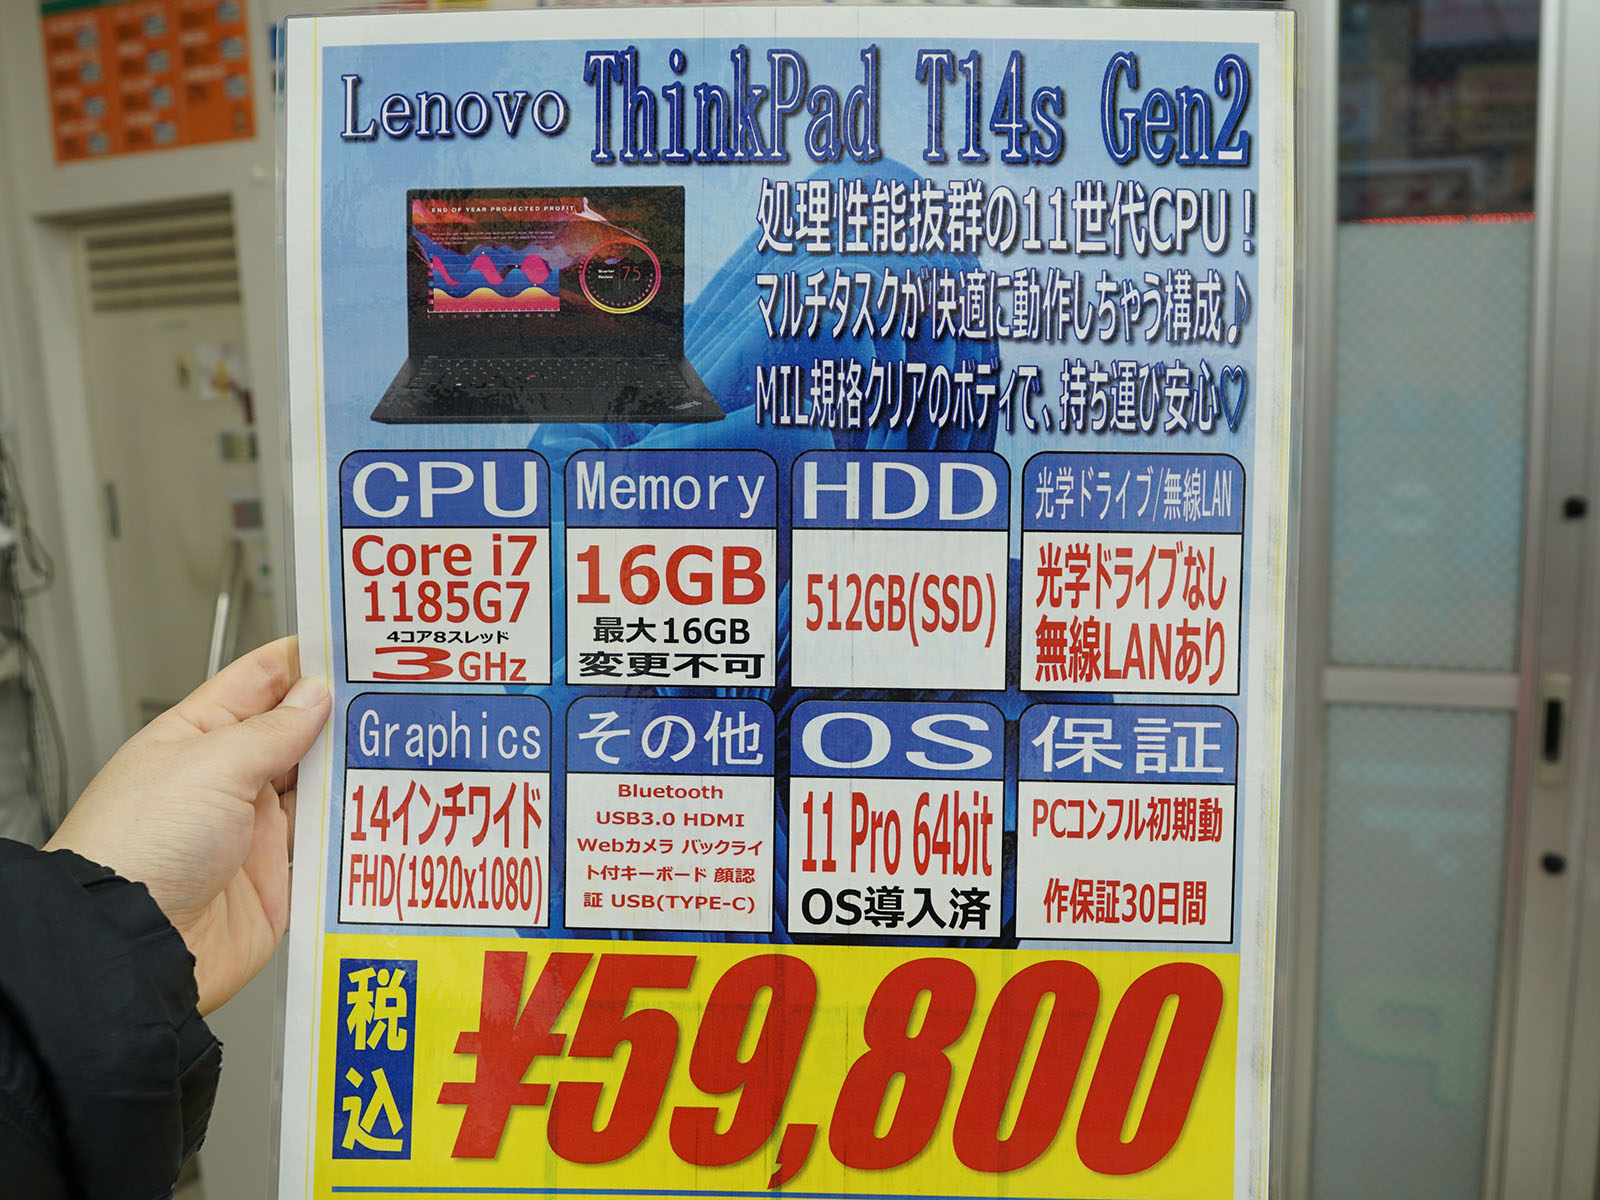 Lenovo ThinkPad T14s Gen2
END OF YEAR PROJECTED PROFIT
Quarter
Review
75
処理性能抜群の11世代CPU！
マルチタスクが快適に動作しちゃう構成♪
MIL規格クリアのボディで、持ち運び安心♡
CPU
Core i7
1185G7
4コア8スレッド
3GHz
Memory
16GB
最大16GB
変更不可
HDD
512GB(SSD)
光学ドライブ/無線LAN
光学ドライブなし
無線LANあり
Graphics
14インチワイド
FHD(1920x1080)
その他
Bluetooth
USB3.0 HDMI
Webカメラ バックライ
ト付キーボード 顔認
証 USB(TYPE-C)
OS
11 Pro 64bit
OS導入済
保証
PCコンフル初期動
作保証30日間
税込
¥59,800